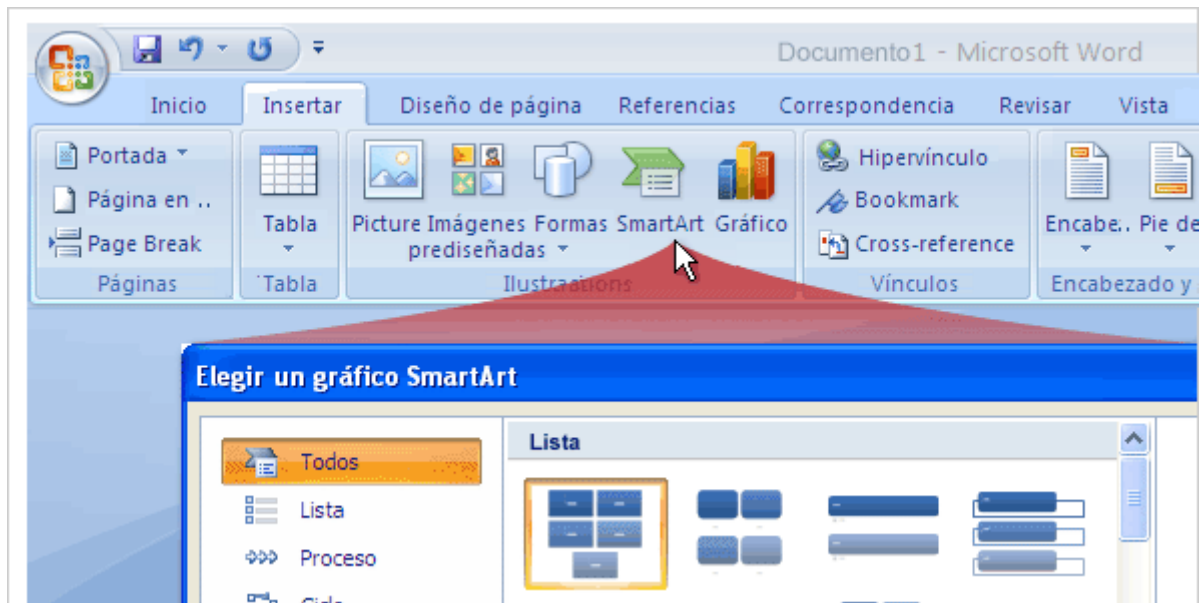 Documento1 - Microsoft Word
Inicio Insertar Diseño de página Referencias Correspondencia Revisar Vista
Portada
Página en ..
Page Break
Páginas
Tabla
Tabla
Picture Imágenes prediseñadas Formas SmartArt Gráfico
Ilustrations
Hipervínculo
Bookmark
Cross-reference
Vínculos
Encabe.. Pie de
Encabezado y
Elegir un gráfico SmartArt
Todos
Lista
Proceso
Ciclo
Lista